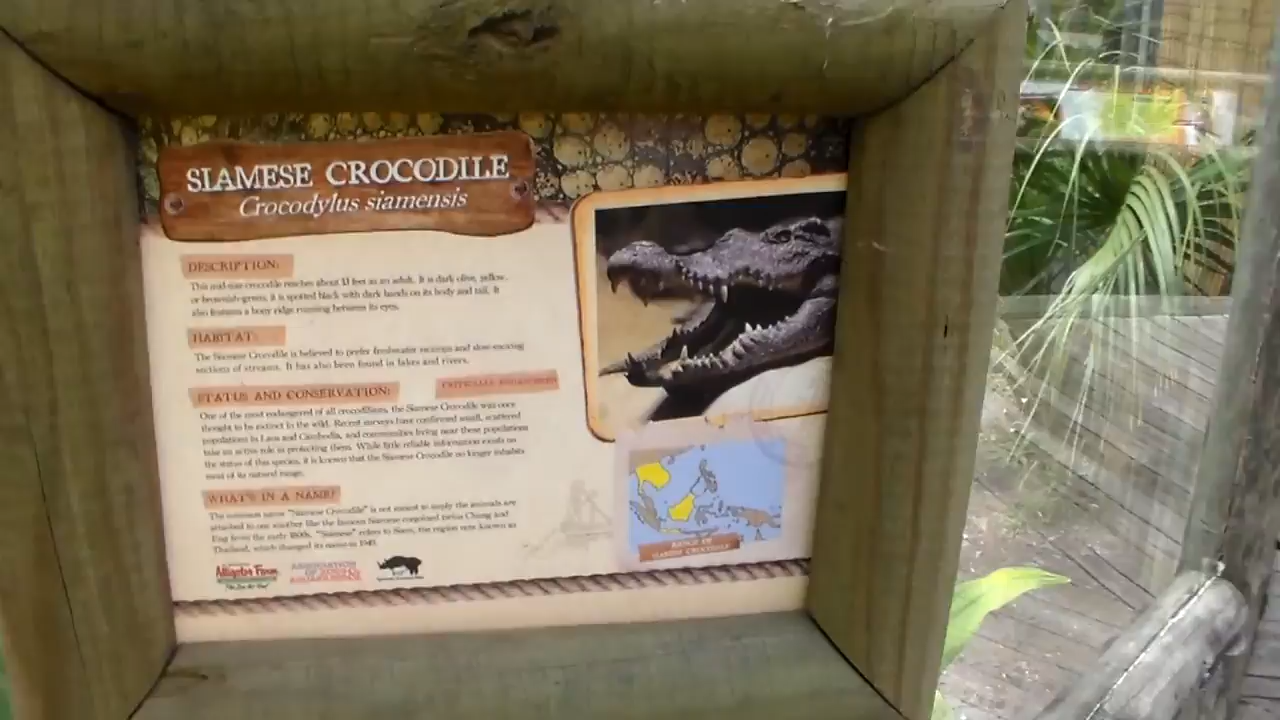 SIAMESE CROCODILE
Crocodylus siamensis
DESCRIPTION:
This mid-size crocodile reaches about 13 feet as an adult. It is dark olive, yellow,
or brownish-green; it is spotted black with dark bands on its body and tail. It
also features a bony ridge running between its eyes.
HABITAT:
The Siamese Crocodile is believed to prefer freshwater swamps and slow-moving
sections of streams. It has also been found in lakes and rivers.
STATUS AND CONSERVATION:
CRITICALLY ENDANGERED
One of the most endangered of all crocodilians, the Siamese Crocodile was once
thought to be extinct in the wild. Recent surveys have confirmed small, scattered
populations in Laos and Cambodia, and communities living near these populations
take an active role in protecting them. While little reliable information exists on
the status of this species, it is known that the Siamese Crocodile no longer inhabits
most of its natural range.
WHAT'S IN A NAME?
The common name "Siamese Crocodile" is not meant to imply the animals are
attached to one another like the famous Siamese conjoined twins Chang and
Eng from the early 1800s. "Siamese" refers to Siam, the region now known as
Thailand, which changed its name in 1949.
RANGE OF
SIAMESE CROCODILE
Alligator Farm
ASSOCIATION
OF ZOOS &
AQUARIUMS